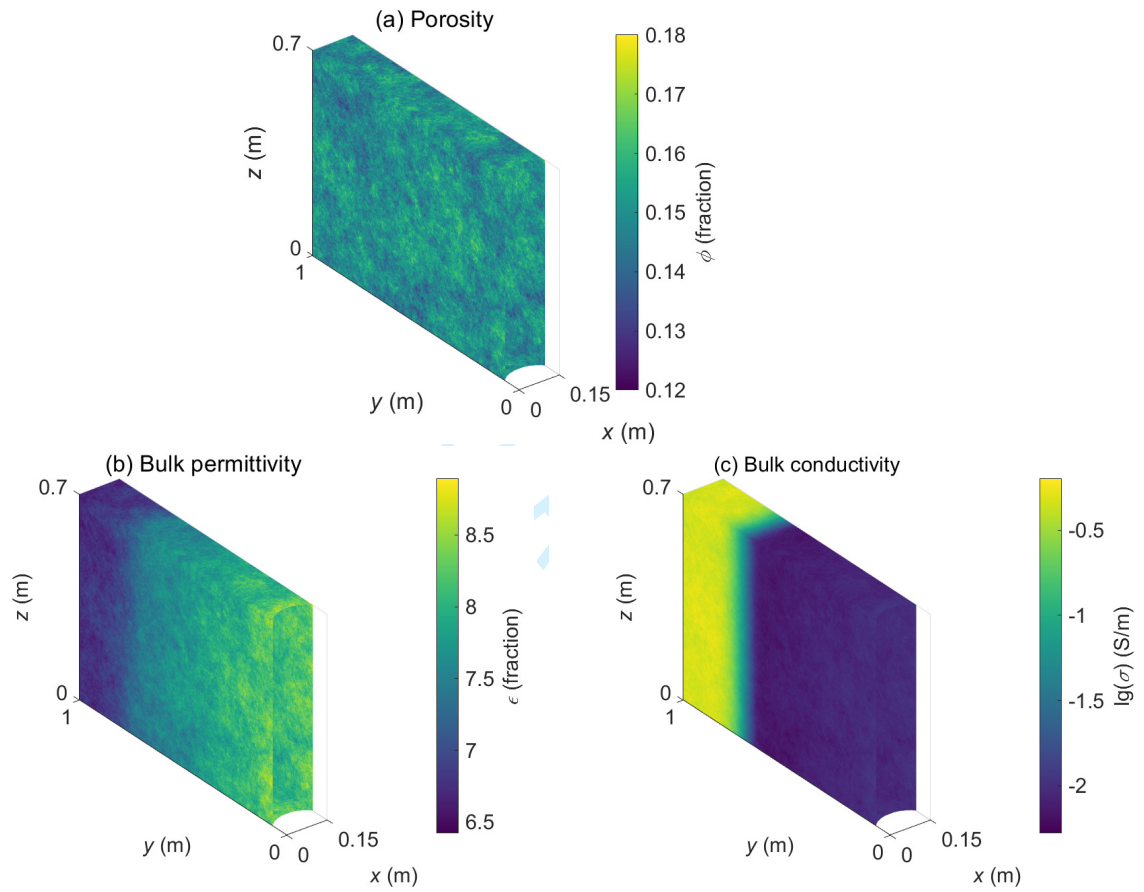 (a) Porosity
0.7
z (m)
0
1
y (m)
0
0
0.15
x (m)
0.18
0.17
0.16
0.15
0.14
0.13
0.12
ϕ (fraction)
(b) Bulk permittivity
0.7
z (m)
0
1
y (m)
0
0
0.15
x (m)
8.5
8
7.5
7
6.5
ϵ (fraction)
(c) Bulk conductivity
0.7
z (m)
0
1
y (m)
0
0
0.15
x (m)
-0.5
-1
-1.5
-2
lg(σ) (S/m)